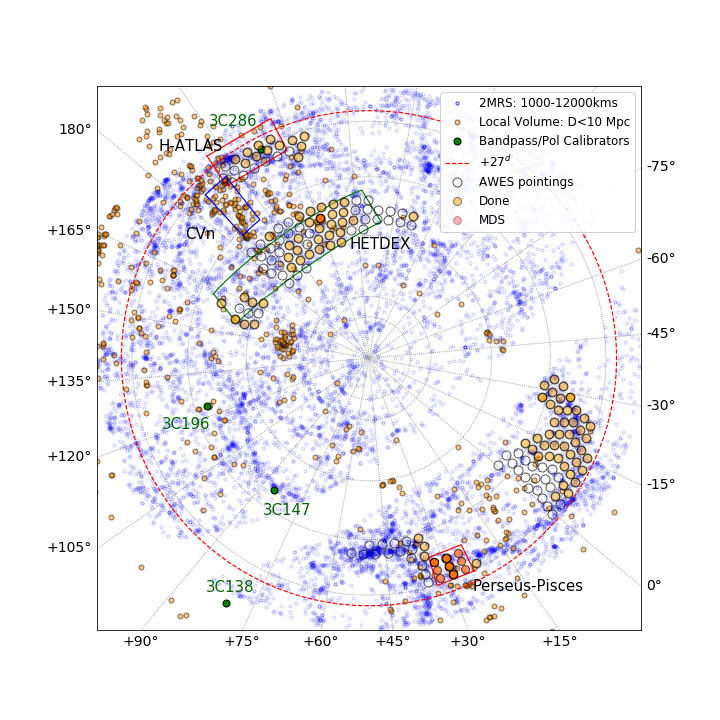 2MRS: 1000-12000kms
Local Volume: D<10 Mpc
Bandpass/Pol Calibrators
+27ᵈ
AWES pointings
Done
MDS
3C286
H-ATLAS
CVn
HETDEX
3C196
3C147
3C138
Perseus-Pisces
180°
+165°
+150°
+135°
+120°
+105°
+90°
+75°
+60°
+45°
+30°
+15°
-75°
-60°
-45°
-30°
-15°
0°